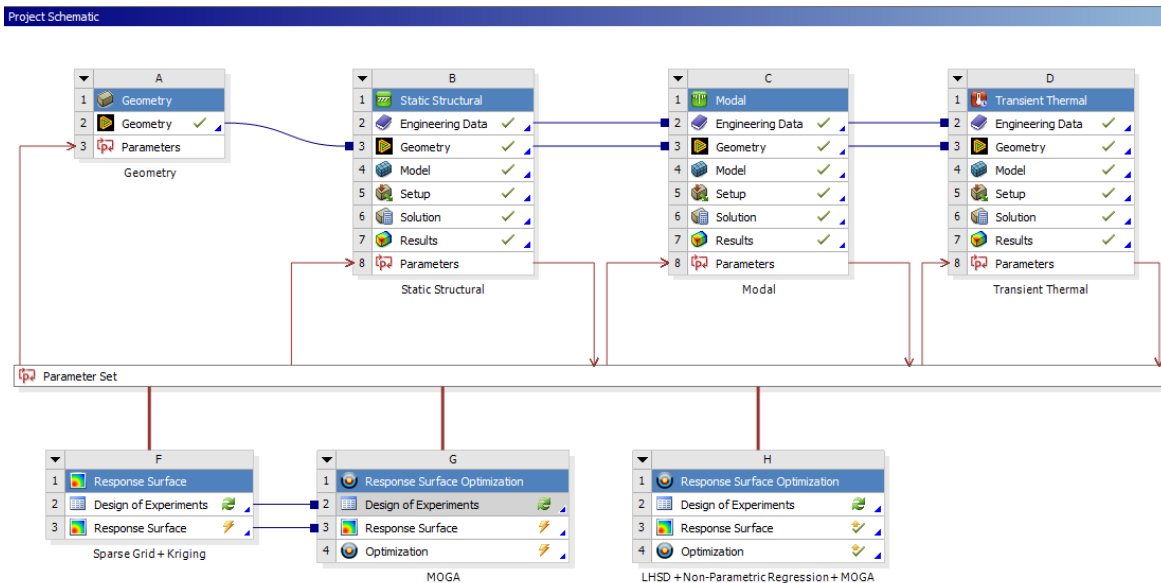 Project Schematic
A
1 Geometry
2 Geometry
3 Parameters
Geometry
B
1 Static Structural
2 Engineering Data
3 Geometry
4 Model
5 Setup
6 Solution
7 Results
8 Parameters
Static Structural
C
1 Modal
2 Engineering Data
3 Geometry
4 Model
5 Setup
6 Solution
7 Results
8 Parameters
Modal
D
1 Transient Thermal
2 Engineering Data
3 Geometry
4 Model
5 Setup
6 Solution
7 Results
8 Parameters
Transient Thermal
Parameter Set
F
1 Response Surface
2 Design of Experiments
3 Response Surface
Sparse Grid + Kriging
G
1 Response Surface Optimization
2 Design of Experiments
3 Response Surface
4 Optimization
MOGA
H
1 Response Surface Optimization
2 Design of Experiments
3 Response Surface
4 Optimization
LHSD + Non-Parametric Regression + MOGA